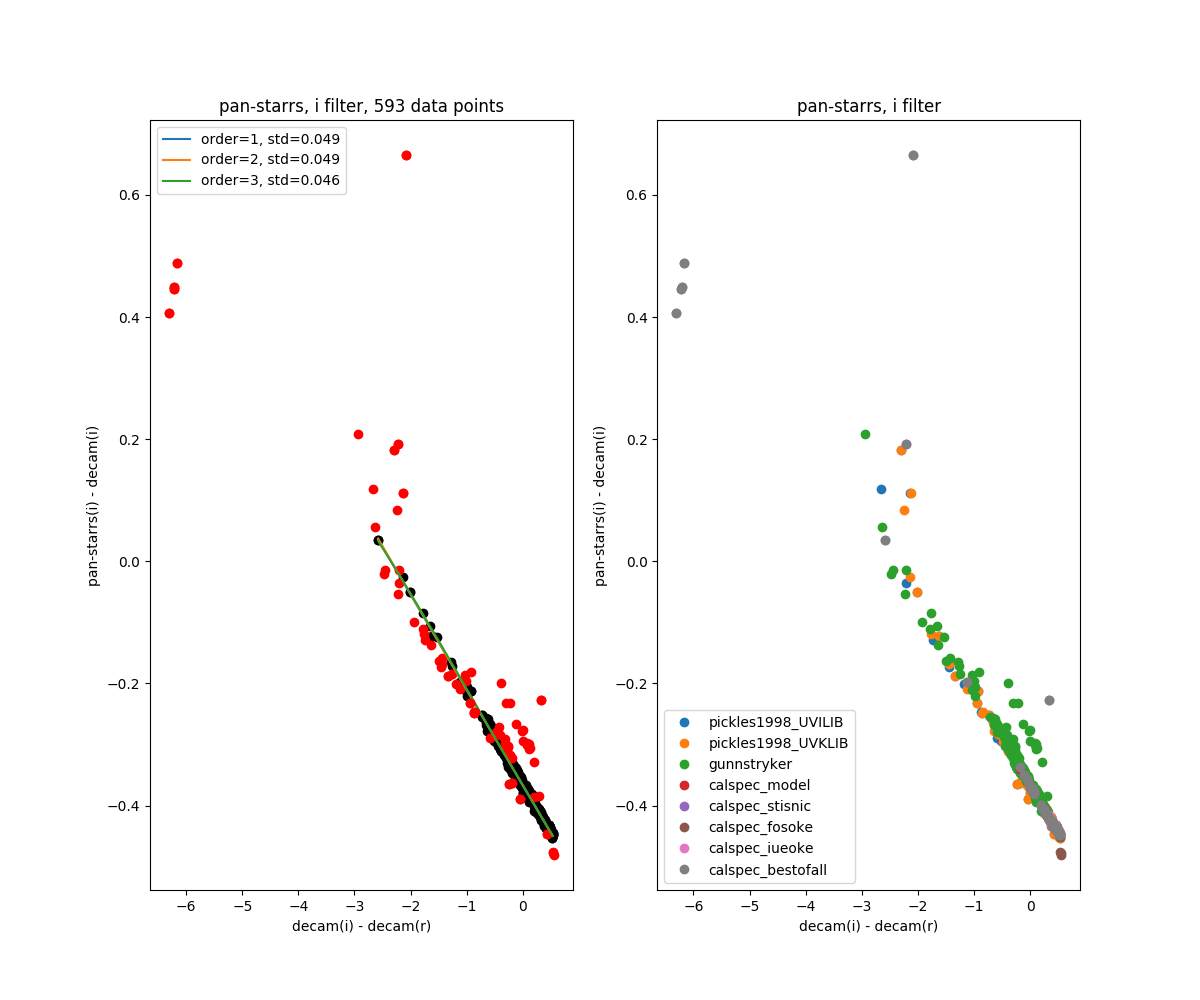 pan-starrs, i filter, 593 data points
order=1, std=0.049
order=2, std=0.049
order=3, std=0.046
pan-starrs(i) - decam(i)
0.6
0.4
0.2
0.0
−0.2
−0.4
−6
−5
−4
−3
−2
−1
0
decam(i) - decam(r)
pan-starrs, i filter
pan-starrs(i) - decam(i)
0.6
0.4
0.2
0.0
−0.2
−0.4
pickles1998_UVILIB
pickles1998_UVKLIB
gunnstryker
calspec_model
calspec_stisnic
calspec_fosoke
calspec_iueoke
calspec_bestofall
−6
−5
−4
−3
−2
−1
0
decam(i) - decam(r)